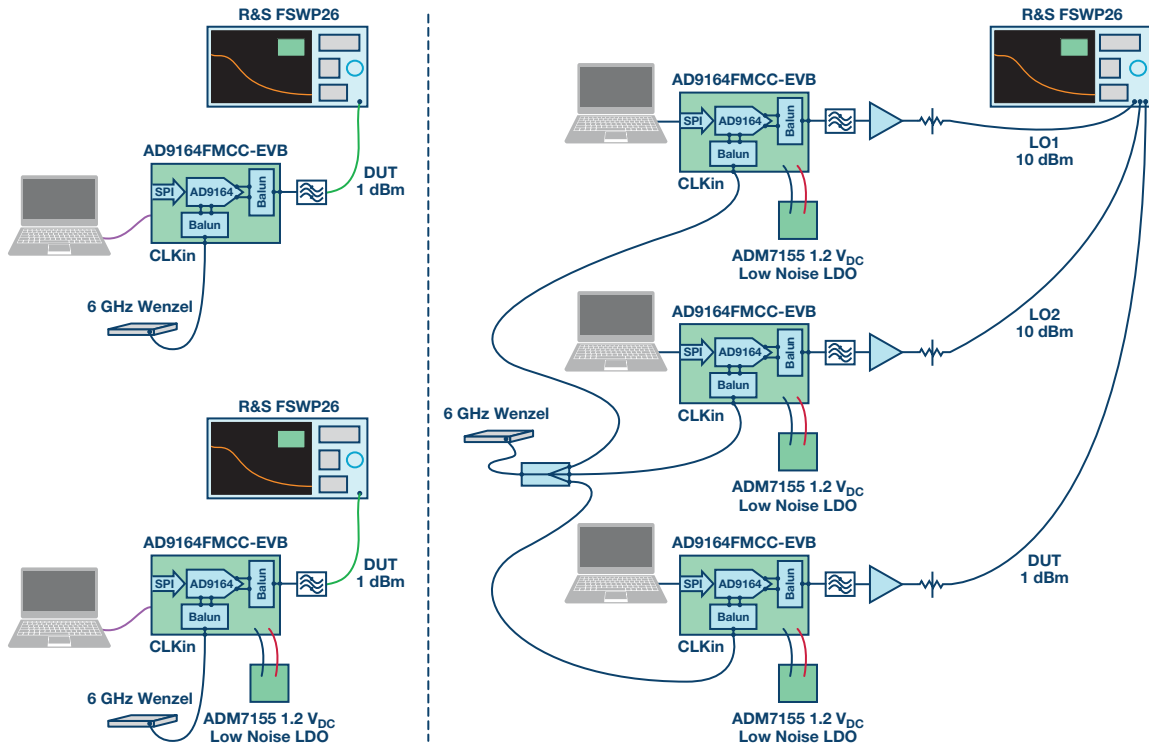 R&S FSWP26
AD9164FMCC-EVB
SPI
AD9164
Balun
Balun
CLKin
DUT
1 dBm
6 GHz Wenzel
R&S FSWP26
AD9164FMCC-EVB
SPI
AD9164
Balun
Balun
CLKin
DUT
1 dBm
6 GHz Wenzel
ADM7155 1.2 VDC
Low Noise LDO
R&S FSWP26
AD9164FMCC-EVB
SPI
AD9164
Balun
Balun
CLKin
LO1
10 dBm
ADM7155 1.2 VDC
Low Noise LDO
AD9164FMCC-EVB
SPI
AD9164
Balun
Balun
CLKin
LO2
10 dBm
6 GHz Wenzel
ADM7155 1.2 VDC
Low Noise LDO
AD9164FMCC-EVB
SPI
AD9164
Balun
Balun
CLKin
DUT
1 dBm
ADM7155 1.2 VDC
Low Noise LDO